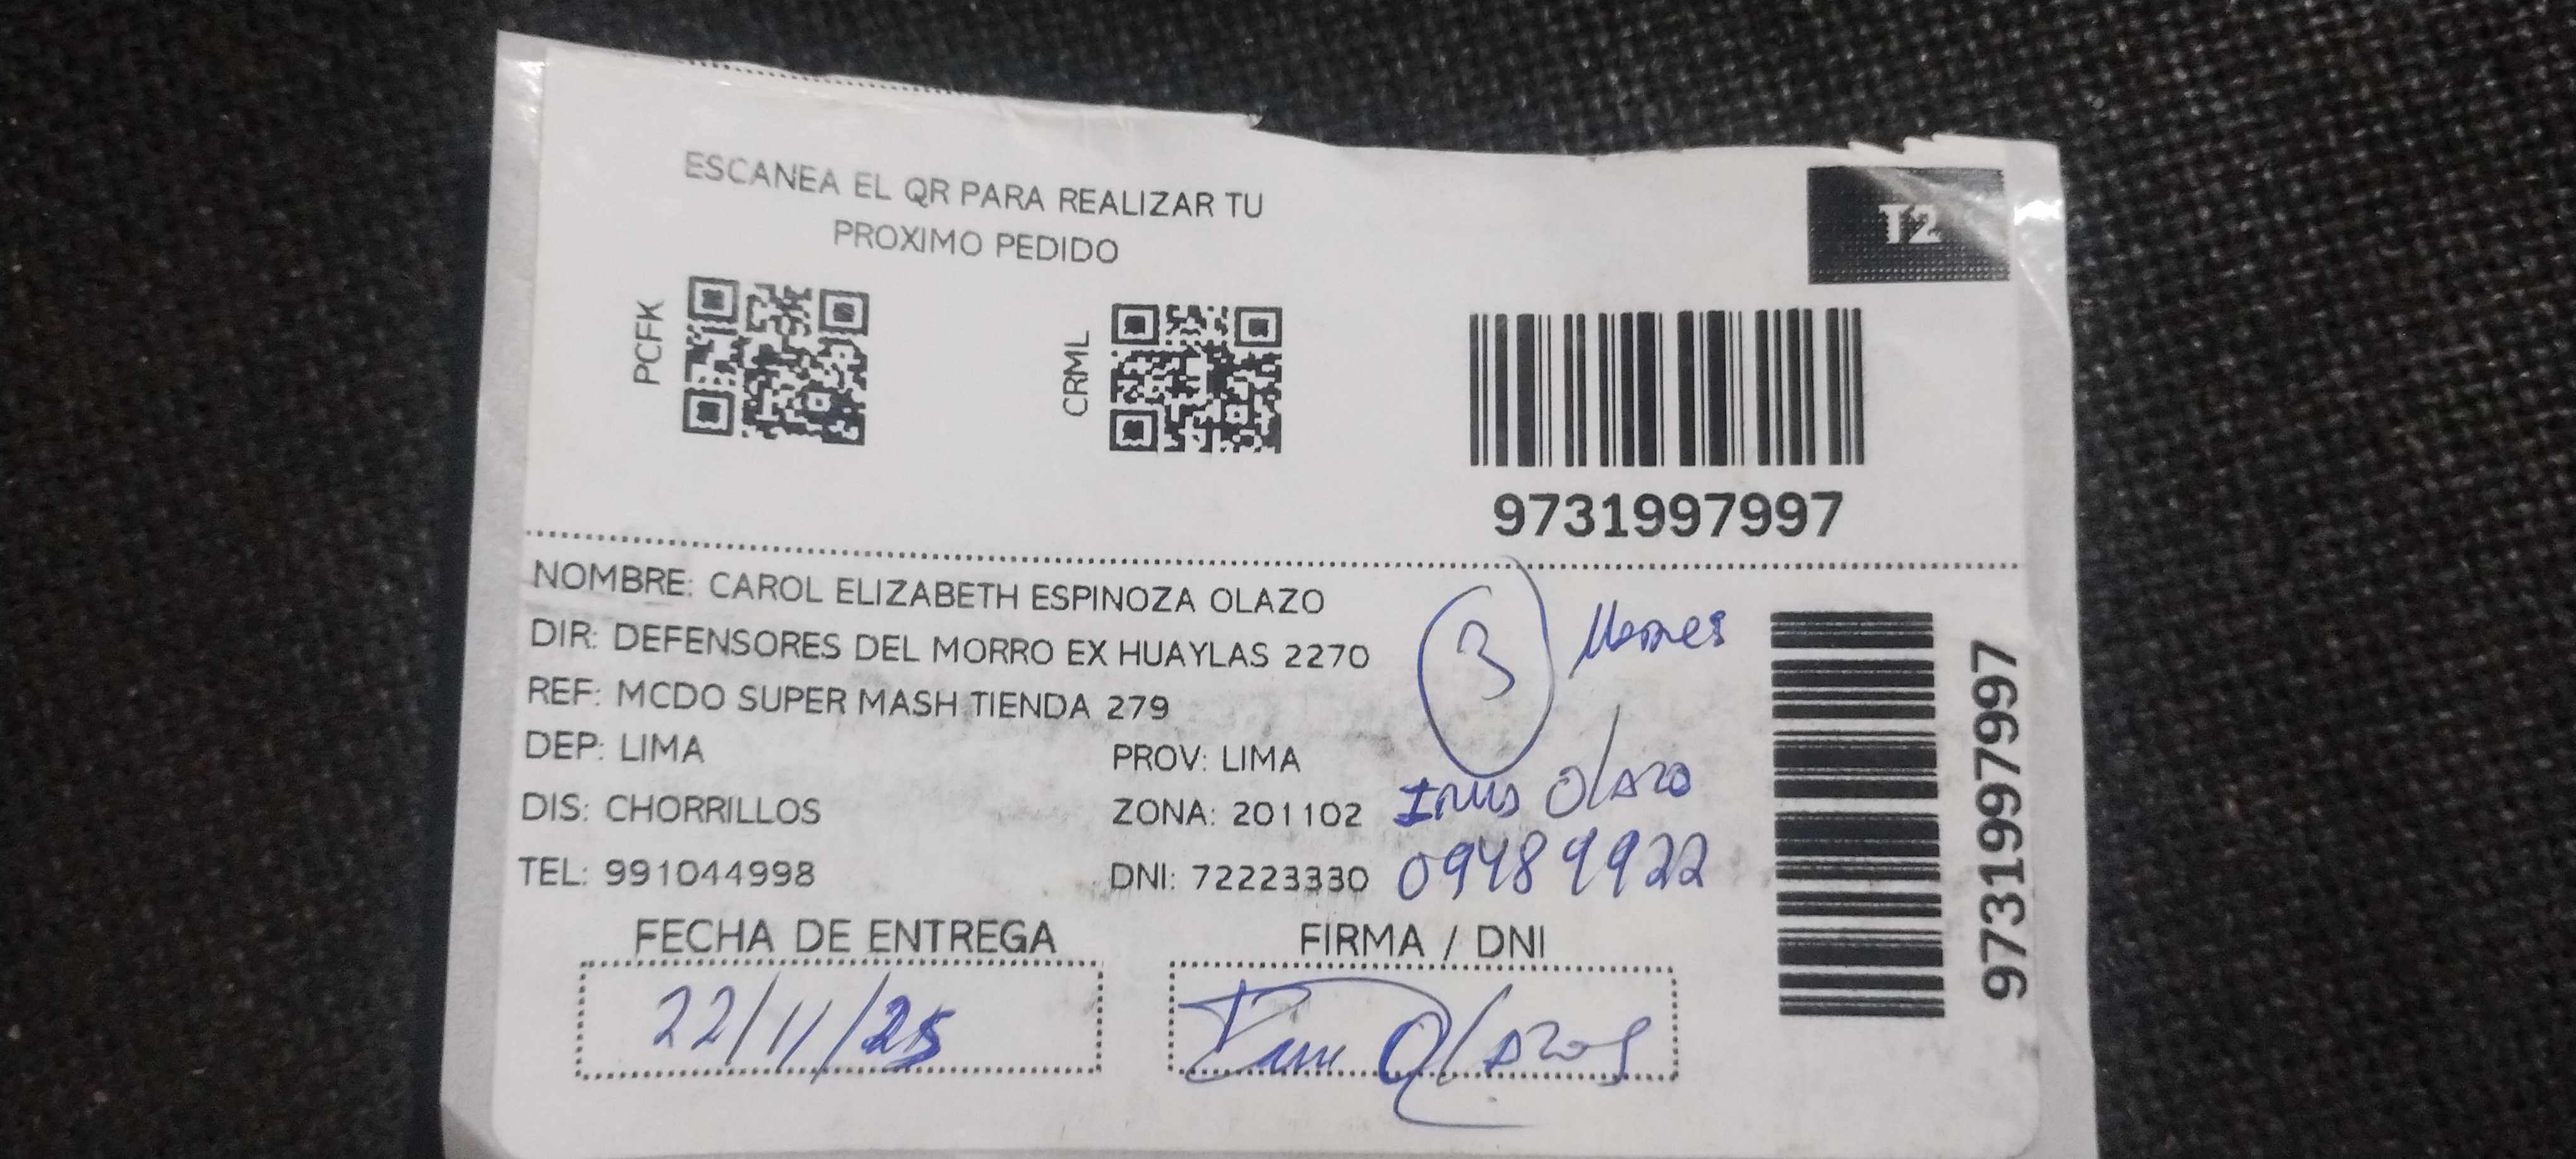 ESCANEA EL QR PARA REALIZAR TU
PROXIMO PEDIDO
T2
PCFK
CRML
9731997997
NOMBRE: CAROL ELIZABETH ESPINOZA OLAZO
DIR: DEFENSORES DEL MORRO EX HUAYLAS 2270
REF: MCDO SUPER MASH TIENDA 279
3
DEP: LIMA PROV: LIMA
Olazo
DIS: CHORRILLOS ZONA: 201102
TEL: 991044998 DNI: 72223330
09489922
9731997997
FECHA DE ENTREGA FIRMA / DNI
22/11/25